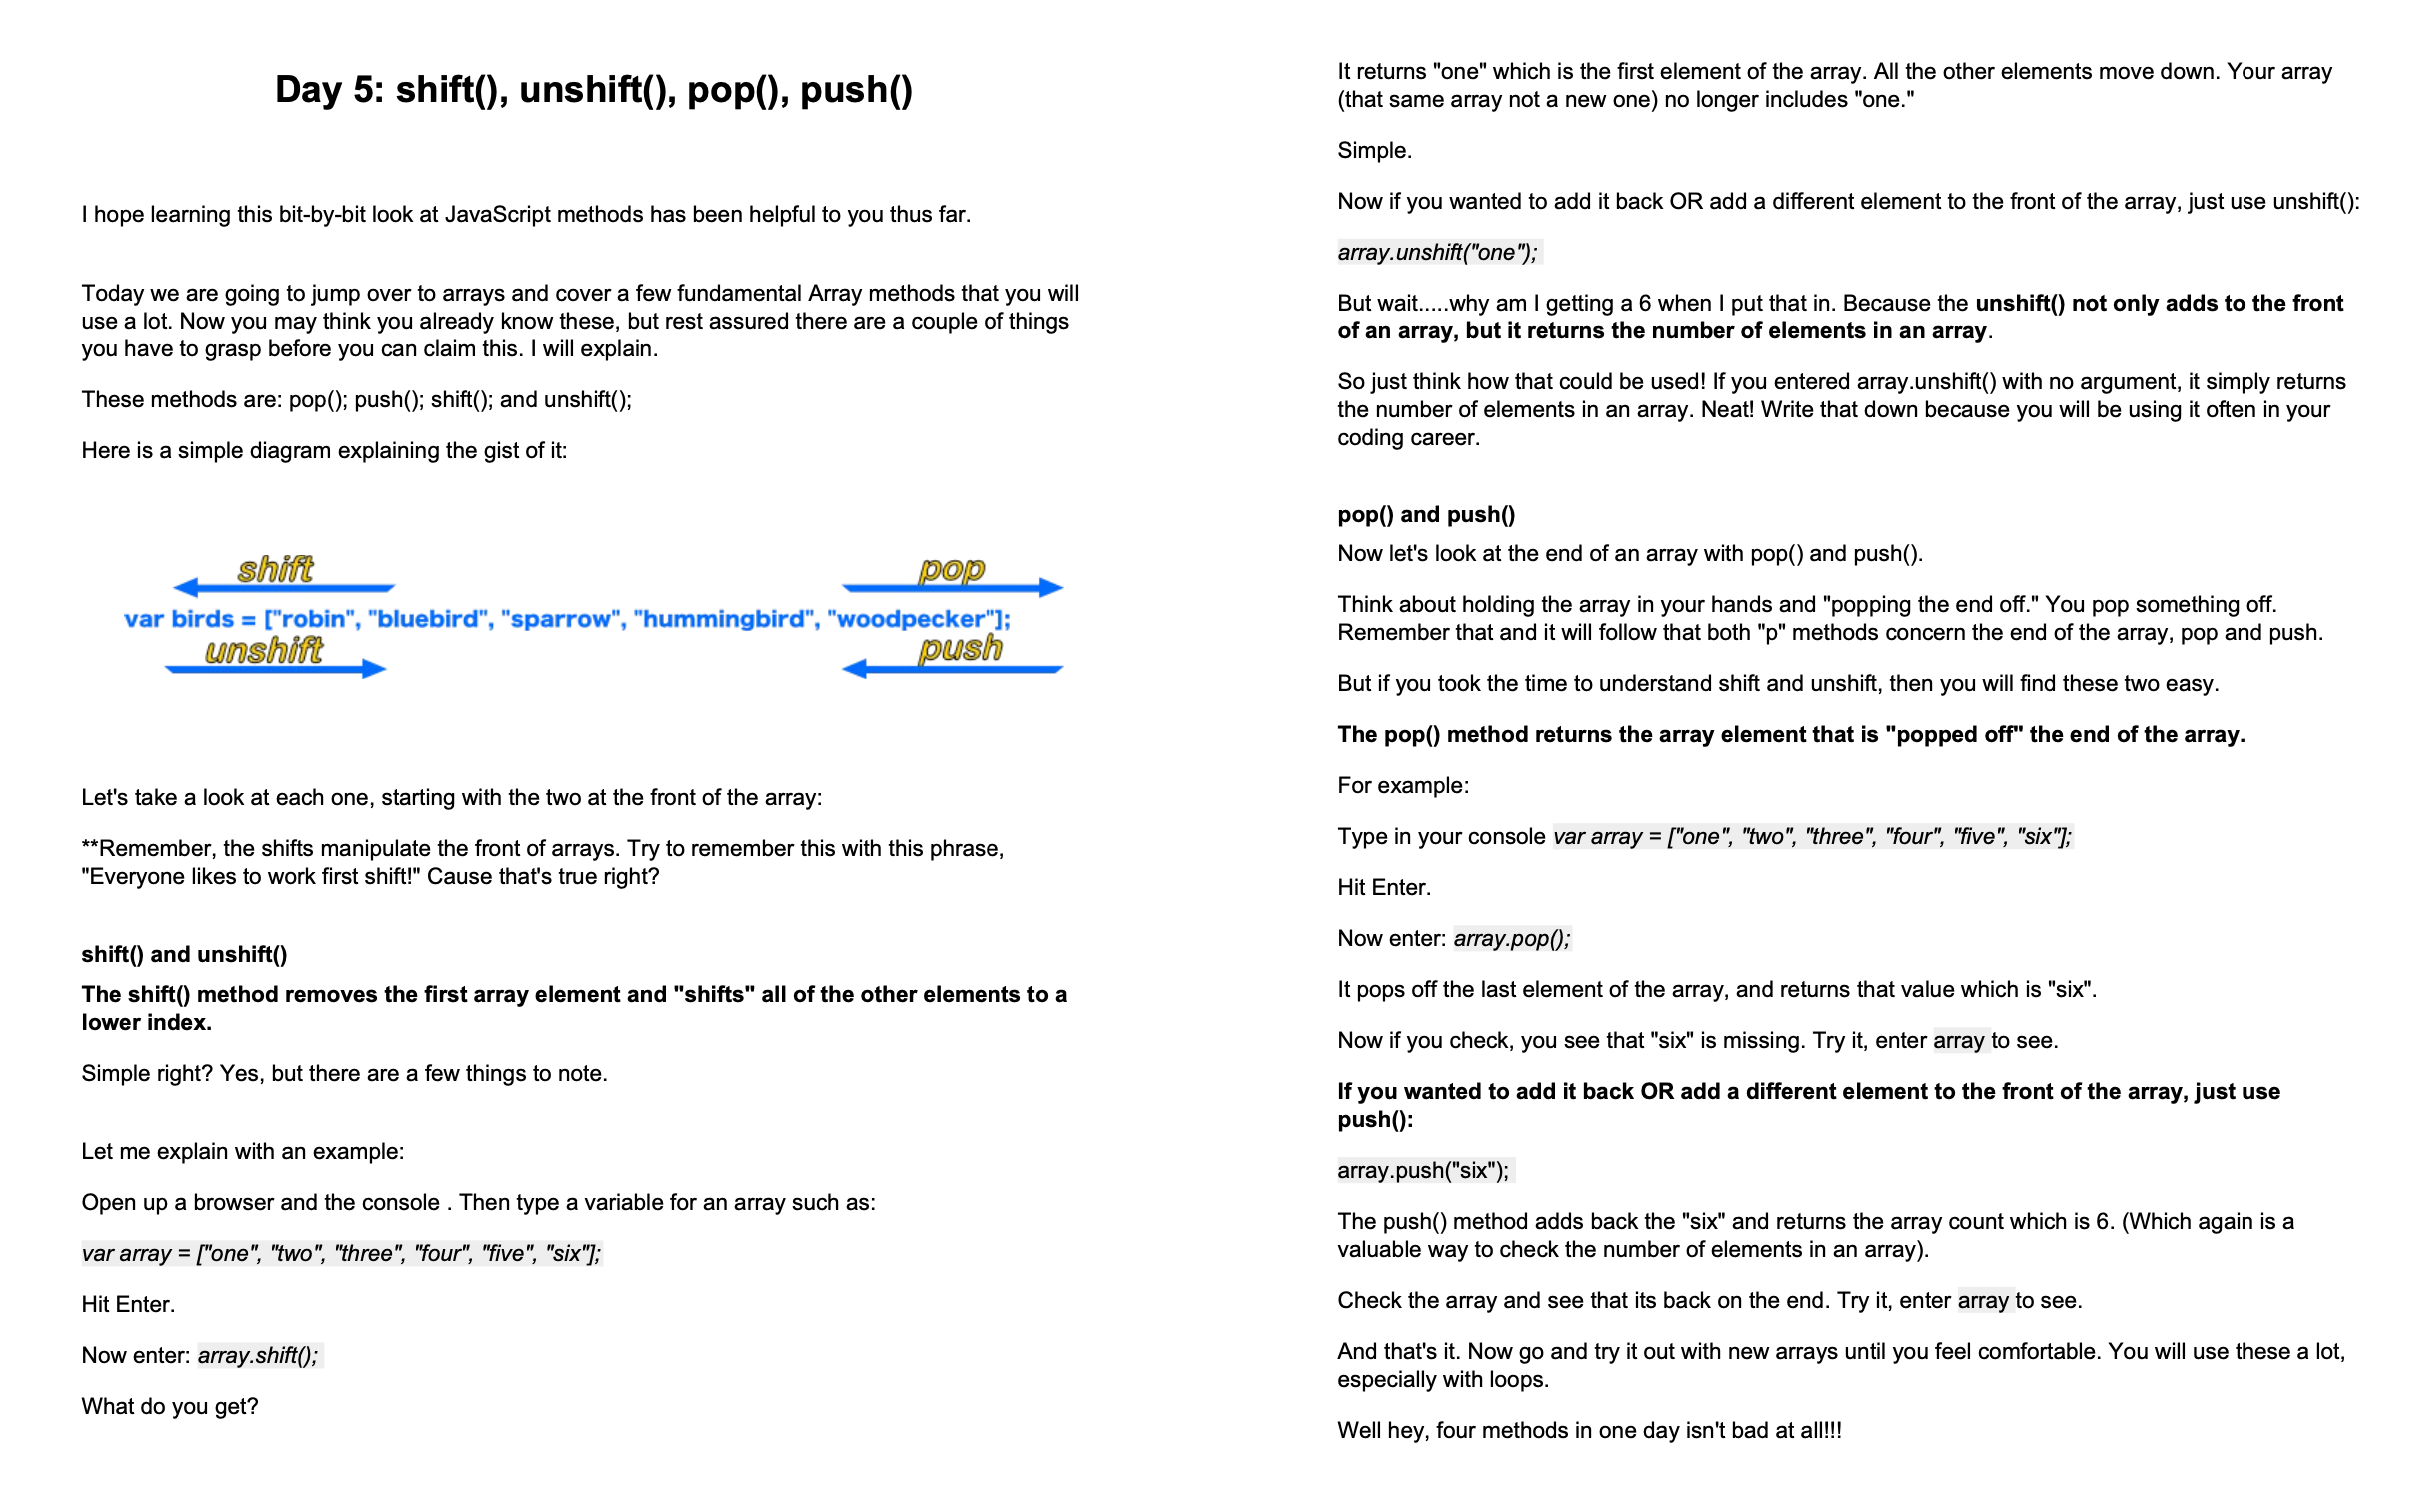 Day 5: shift(), unshift(), pop(), push()
I hope learning this bit-by-bit look at JavaScript methods has been helpful to you thus far.
Today we are going to jump over to arrays and cover a few fundamental Array methods that you will
use a lot. Now you may think you already know these, but rest assured there are a couple of things
you have to grasp before you can claim this. I will explain.
These methods are: pop(); push(); shift(); and unshift();
Here is a simple diagram explaining the gist of it:
shift
pop
var birds = ["robin", "bluebird", "sparrow", "hummingbird", "woodpecker"];
unshift
push
Let's take a look at each one, starting with the two at the front of the array:
**Remember, the shifts manipulate the front of arrays. Try to remember this with this phrase,
"Everyone likes to work first shift!" Cause that's true right?
shift() and unshift()
The shift() method removes the first array element and "shifts" all of the other elements to a
lower index.
Simple right? Yes, but there are a few things to note.
Let me explain with an example:
Open up a browser and the console . Then type a variable for an array such as:
var array = ["one", "two", "three", "four", "five", "six"];
Hit Enter.
Now enter: array.shift();
What do you get?
It returns "one" which is the first element of the array. All the other elements move down. Your array
(that same array not a new one) no longer includes "one."
Simple.
Now if you wanted to add it back OR add a different element to the front of the array, just use unshift():
array.unshift("one");
But wait.....why am I getting a 6 when I put that in. Because the unshift() not only adds to the front
of an array, but it returns the number of elements in an array.
So just think how that could be used! If you entered array.unshift() with no argument, it simply returns
the number of elements in an array. Neat! Write that down because you will be using it often in your
coding career.
pop() and push()
Now let's look at the end of an array with pop() and push().
Think about holding the array in your hands and "popping the end off." You pop something off.
Remember that and it will follow that both "p" methods concern the end of the array, pop and push.
But if you took the time to understand shift and unshift, then you will find these two easy.
The pop() method returns the array element that is "popped off" the end of the array.
For example:
Type in your console var array = ["one", "two", "three", "four", "five", "six"];
Hit Enter.
Now enter: array.pop();
It pops off the last element of the array, and returns that value which is "six".
Now if you check, you see that "six" is missing. Try it, enter array to see.
If you wanted to add it back OR add a different element to the front of the array, just use
push():
array.push("six");
The push() method adds back the "six" and returns the array count which is 6. (Which again is a
valuable way to check the number of elements in an array).
Check the array and see that its back on the end. Try it, enter array to see.
And that's it. Now go and try it out with new arrays until you feel comfortable. You will use these a lot,
especially with loops.
Well hey, four methods in one day isn't bad at all!!!